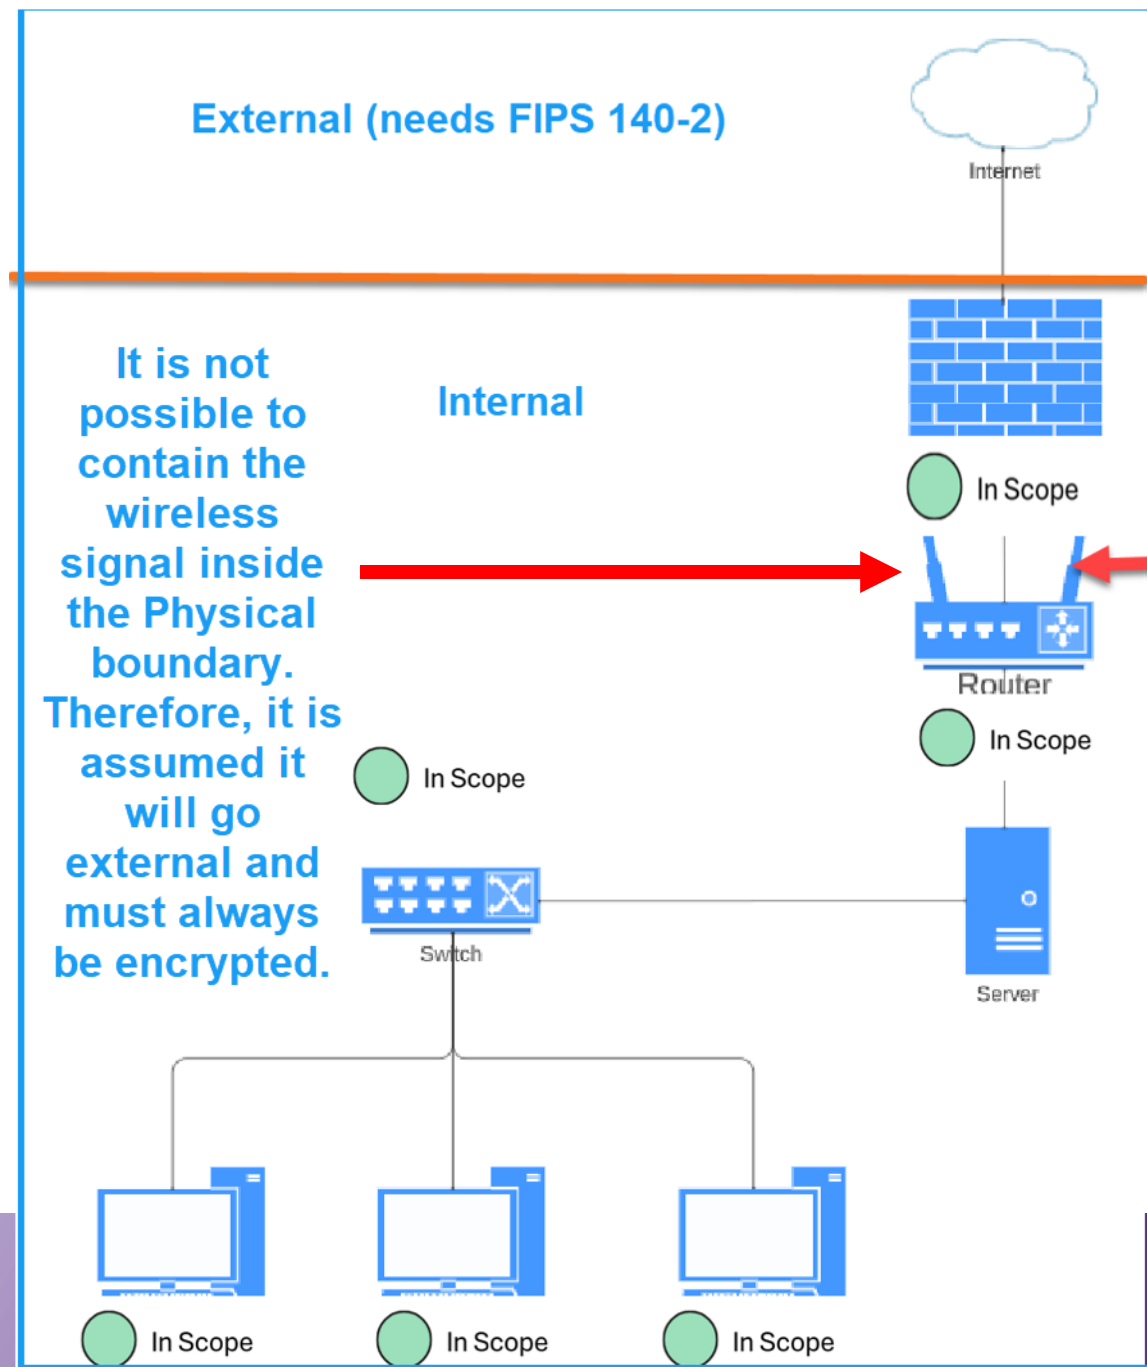 External (needs FIPS 140-2)
Internet
It is not
possible to
contain the
wireless
signal inside
the Physical
boundary.
Therefore, it is
assumed it
will go
external and
must always
be encrypted.
Internal
In Scope
Router
In Scope
In Scope
Switch
Server
In Scope
In Scope
In Scope